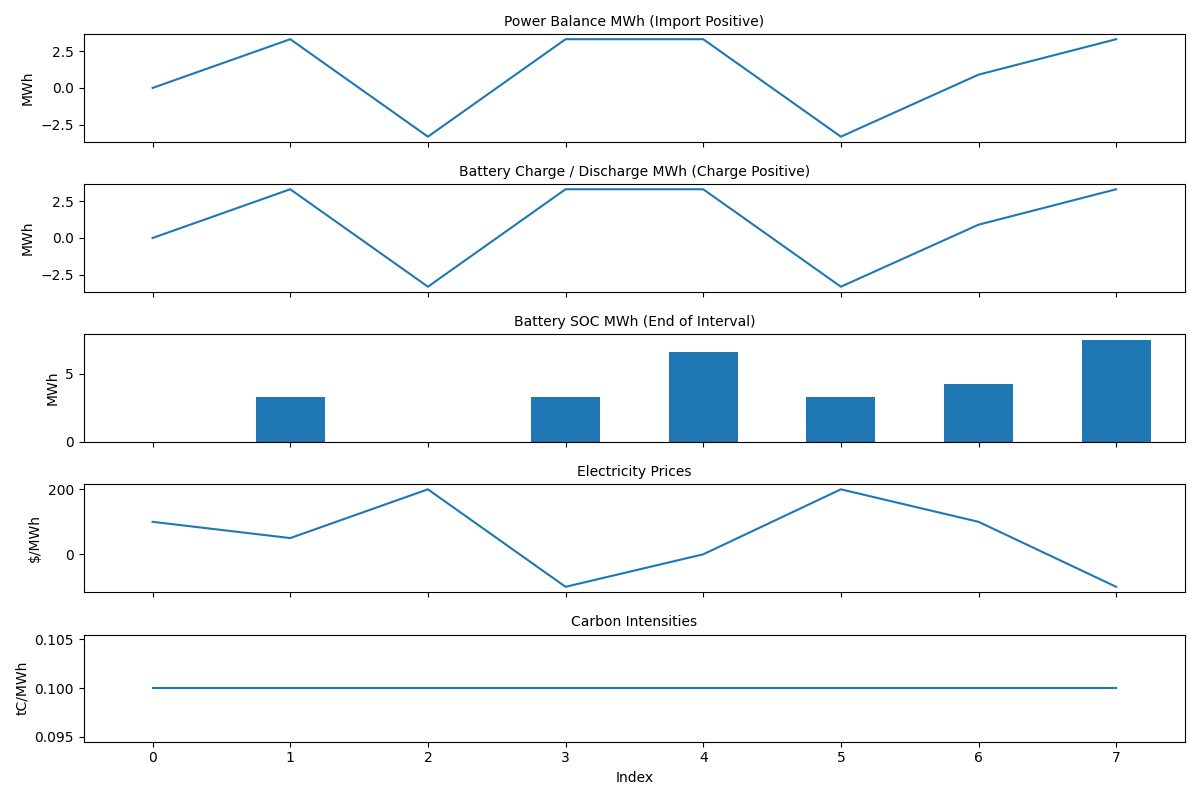 Power Balance MWh (Import Positive)
2.5
0.0
−2.5
MWh
Battery Charge / Discharge MWh (Charge Positive)
2.5
0.0
−2.5
MWh
Battery SOC MWh (End of Interval)
5
0
MWh
Electricity Prices
200
0
$/MWh
Carbon Intensities
0.105
0.100
0.095
tC/MWh
0 1 2 3 4 5 6 7
Index